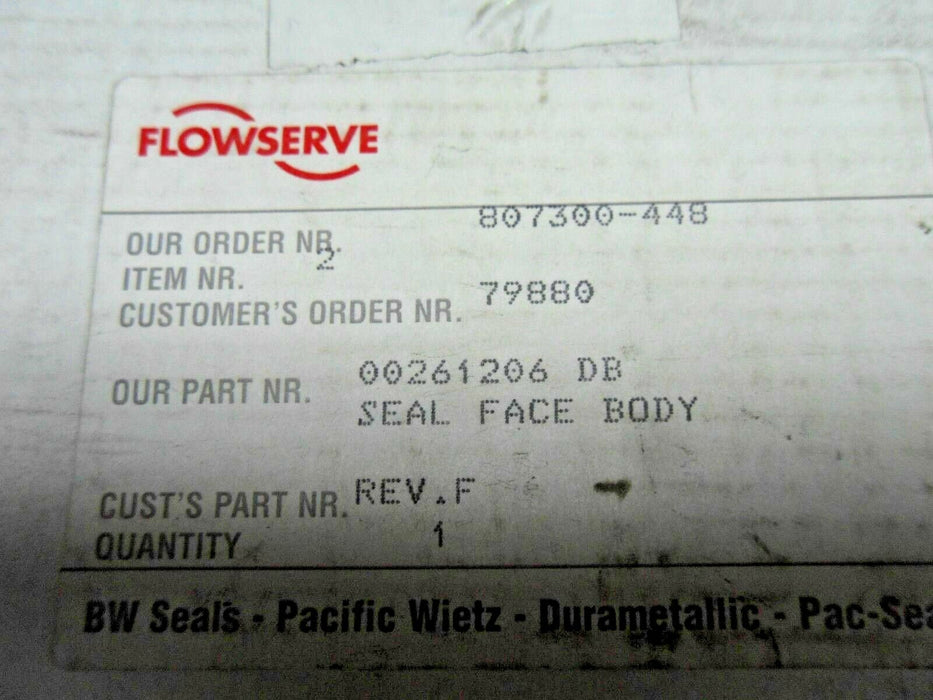 FLOWSERVE
OUR ORDER NR. 807300-448
ITEM NR. 2
CUSTOMER'S ORDER NR. 79880
OUR PART NR. 00261206 DB
SEAL FACE BODY
CUST'S PART NR. REV.F
QUANTITY 1
BW Seals - Pacific Wietz - Durametallic - Pac-Sea